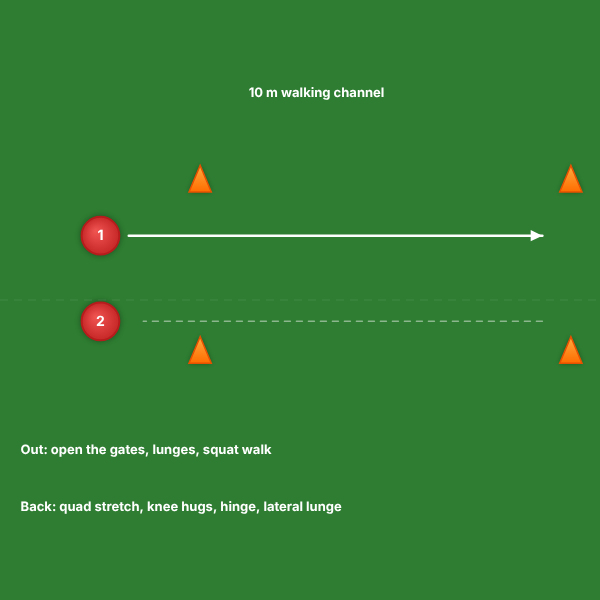 10 m walking channel
1
2
Out: open the gates, lunges, squat walk
Back: quad stretch, knee hugs, hinge, lateral lunge